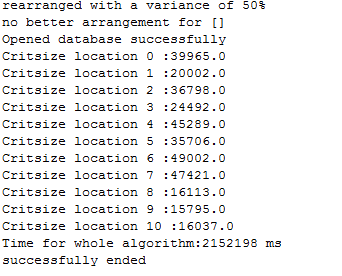 rearranged with a variance of 50%
no better arrangement for []
Opened database successfully
Critsize location 0 :39965.0
Critsize location 1 :20002.0
Critsize location 2 :36798.0
Critsize location 3 :24492.0
Critsize location 4 :45289.0
Critsize location 5 :35706.0
Critsize location 6 :49002.0
Critsize location 7 :47421.0
Critsize location 8 :16113.0
Critsize location 9 :15795.0
Critsize location 10 :16037.0
Time for whole algorithm:2152198 ms
successfully ended